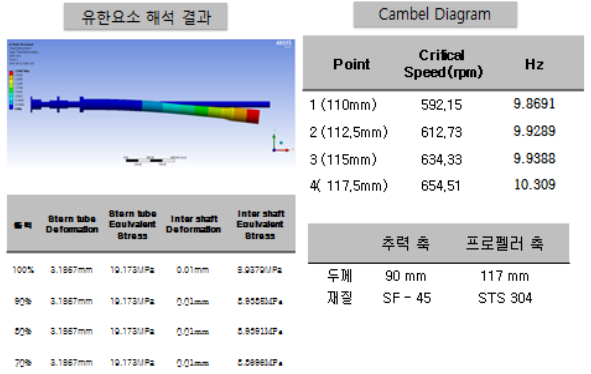 유한요소 해석 결과
Cambel Diagram
ANSYS
Point Critical Speed(rpm) Hz
1 (110mm) 592,15 9.8691
2 (112,5mm) 612,73 9.9289
3 (115mm) 634,33 9.9388
4( 117,5mm) 654,51 10.309
출력 Stern tube Deformation Stern tube Equivalent Stress Inter shaft Deformation Inter shaft Equivalent Stress
100% 3.1867mm 19.173MPa 0.01mm 8.9379MPa
90% 3.1867mm 19.173MPa 0.01mm
80% 3.1867mm 19.173MPa 0.01mm
70% 3.1867mm 19.173MPa 0.01mm
추력 축 프로펠러 축
두께 90 mm 117 mm
재질 SF - 45 STS 304